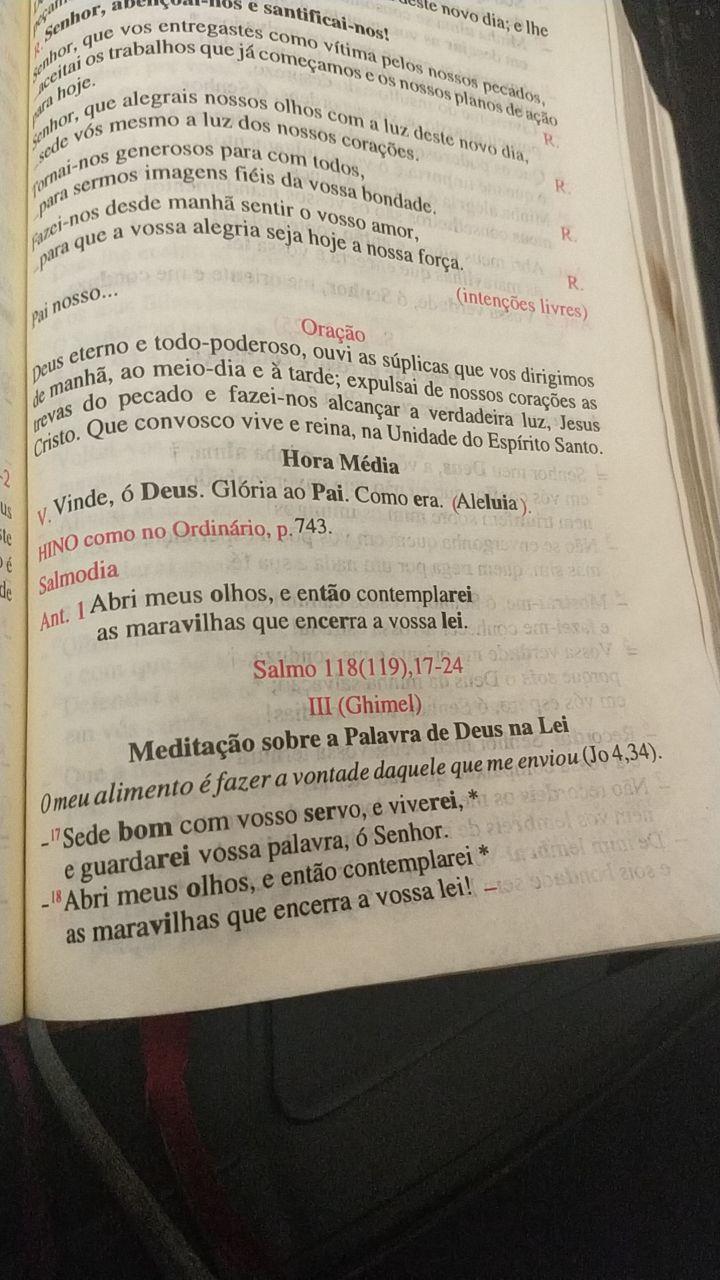 deste novo dia; e lhe
R. Senhor, abençoai-nos e santificai-nos!
Senhor, que vos entregastes como vítima pelos nossos pecados,
– aceitai os trabalhos que já começamos e os nossos planos de ação
para hoje. R.
Senhor, que alegrais nossos olhos com a luz deste novo dia,
– sede vós mesmo a luz dos nossos corações. R.
Tornai-nos generosos para com todos,
– para sermos imagens fiéis da vossa bondade. R.
Fazei-nos desde manhã sentir o vosso amor,
– para que a vossa alegria seja hoje a nossa força. R.
(intenções livres)
Pai nosso...
Oração
Deus eterno e todo-poderoso, ouvi as súplicas que vos dirigimos
de manhã, ao meio-dia e à tarde; expulsai de nossos corações as
trevas do pecado e fazei-nos alcançar a verdadeira luz, Jesus
Cristo. Que convosco vive e reina, na Unidade do Espírito Santo.
Hora Média
V. Vinde, ó Deus. Glória ao Pai. Como era. (Aleluia).
HINO como no Ordinário, p.743.
Salmodia
Ant. 1 Abri meus olhos, e então contemplarei
as maravilhas que encerra a vossa lei.
Salmo 118(119),17-24
III (Ghimel)
Meditação sobre a Palavra de Deus na Lei
O meu alimento é fazer a vontade daquele que me enviou (Jo 4,34).
–17 Sede bom com vosso servo, e viverei, *
e guardarei vossa palavra, ó Senhor.
–18 Abri meus olhos, e então contemplarei *
as maravilhas que encerra a vossa lei! –